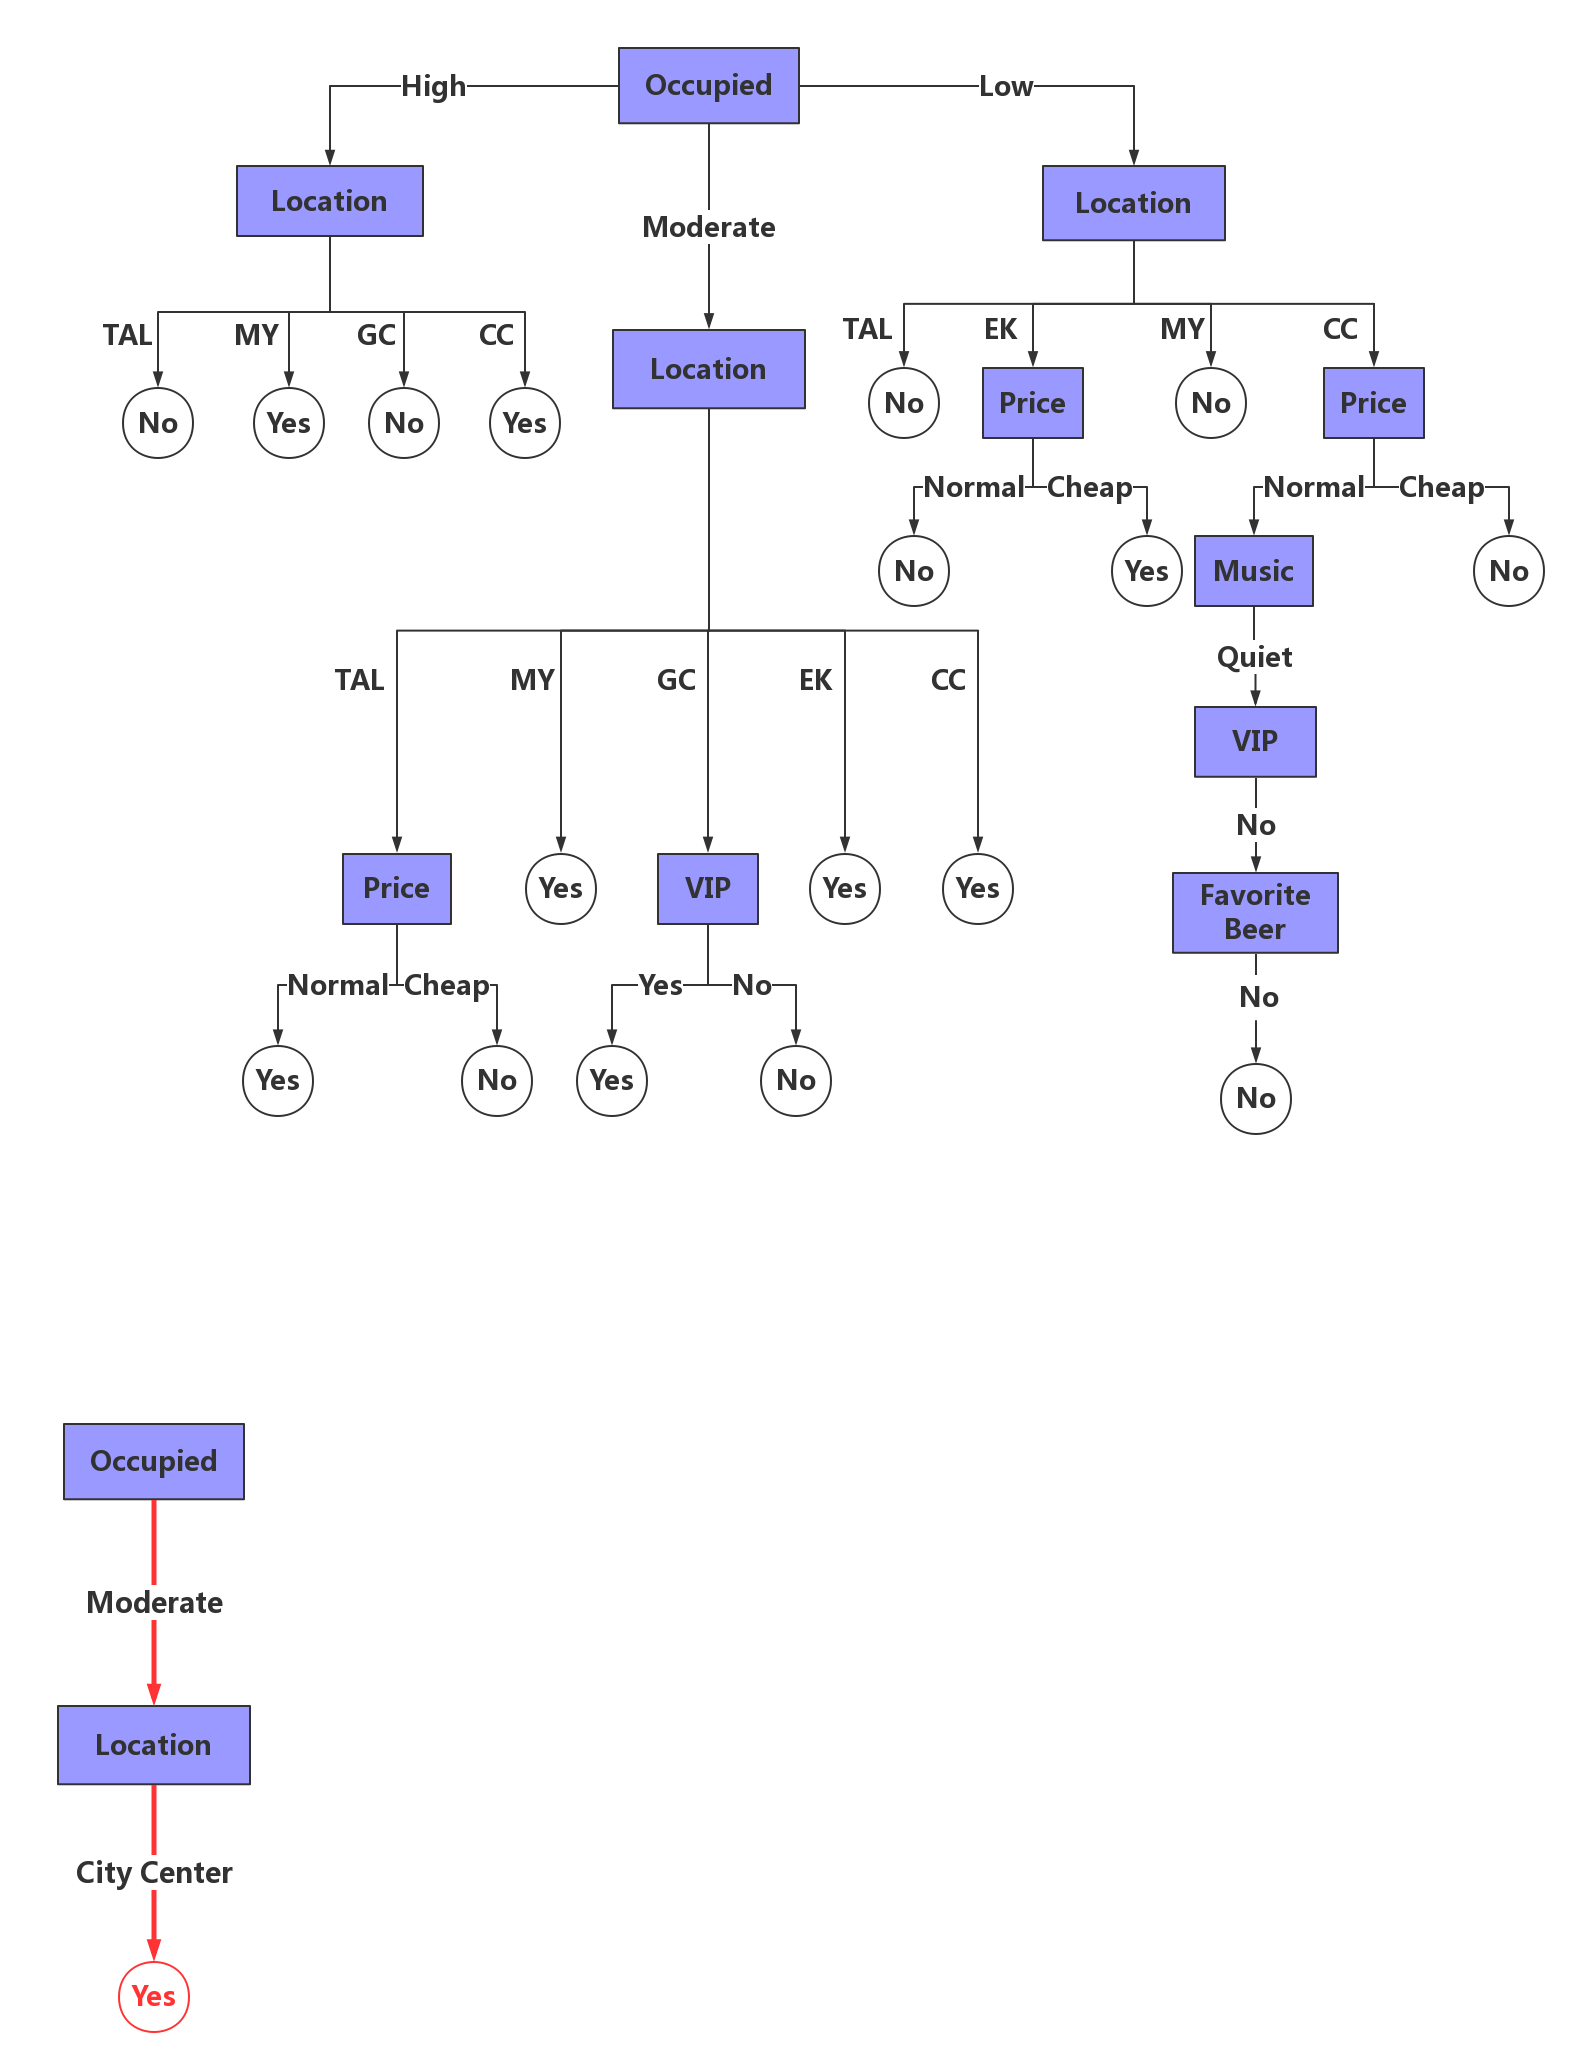 Occupied
High
Low
Location
Location
Moderate
TAL
MY
GC
CC
TAL
EK
MY
CC
Location
No
Yes
No
Yes
No
Price
No
Price
Normal
Cheap
Normal
Cheap
No
Yes
Music
No
Quiet
TAL
MY
GC
EK
CC
VIP
No
Price
Yes
VIP
Yes
Yes
Favorite
Beer
Normal
Cheap
Yes
No
No
Yes
No
Yes
No
No
Occupied
Moderate
Location
City Center
Yes